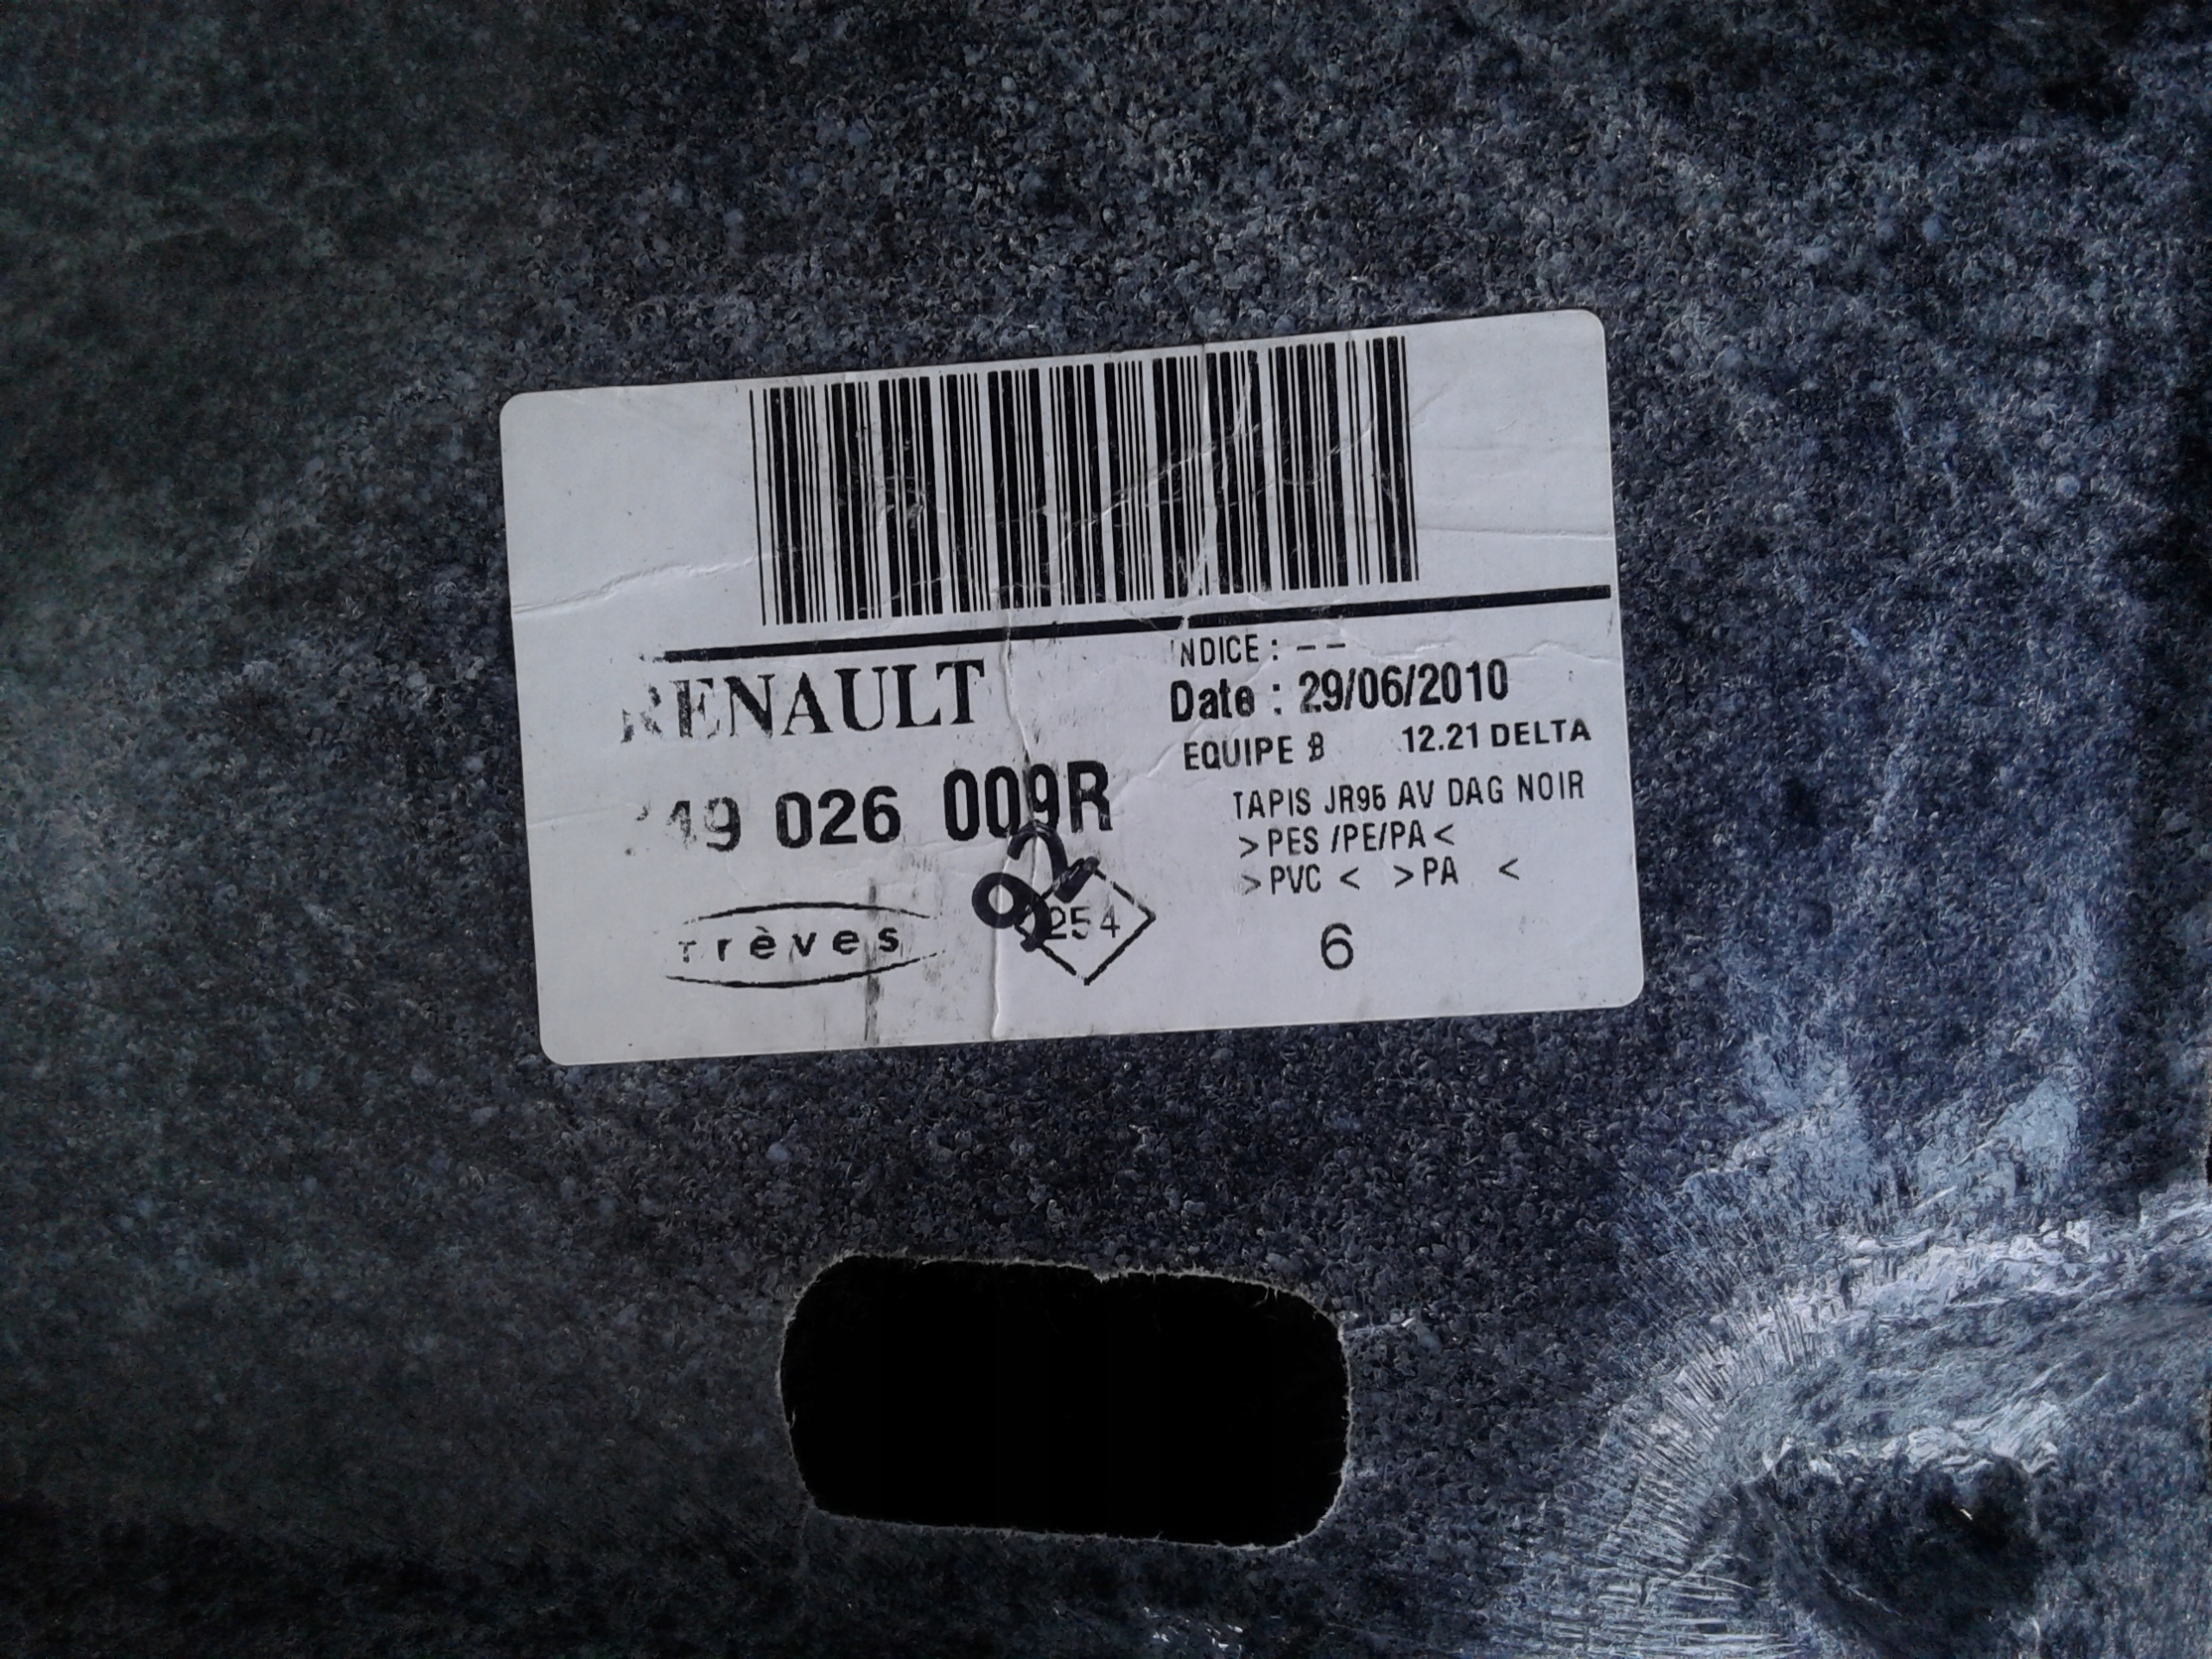 RENAULT
49 026 009R
92
Trèves
254
INDICE : --
Date : 29/06/2010
EQUIPE B 12.21 DELTA
TAPIS JR95 AV DAG NOIR
>PES /PE/PA<
>PVC < >PA <
6